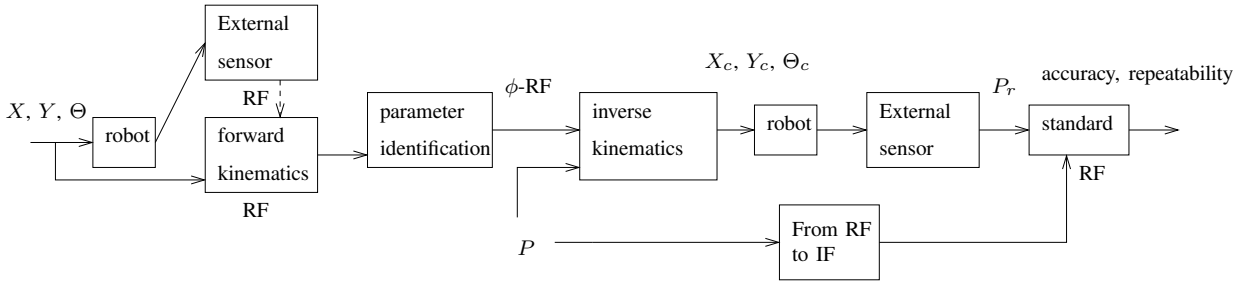 X, Y, Θ
robot
External
sensor
RF
forward
kinematics
RF
parameter
identification
ϕ-RF
inverse
kinematics
P
X_c, Y_c, Θ_c
robot
External
sensor
P_r
accuracy, repeatability
standard
RF
From RF
to IF